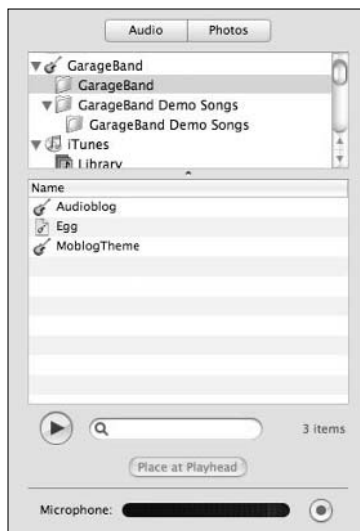 Audio Photos
GarageBand
GarageBand
GarageBand Demo Songs
GarageBand Demo Songs
iTunes
Library
Name
Audioblog
Egg
MoblogTheme
3 items
Place at Playhead
Microphone: